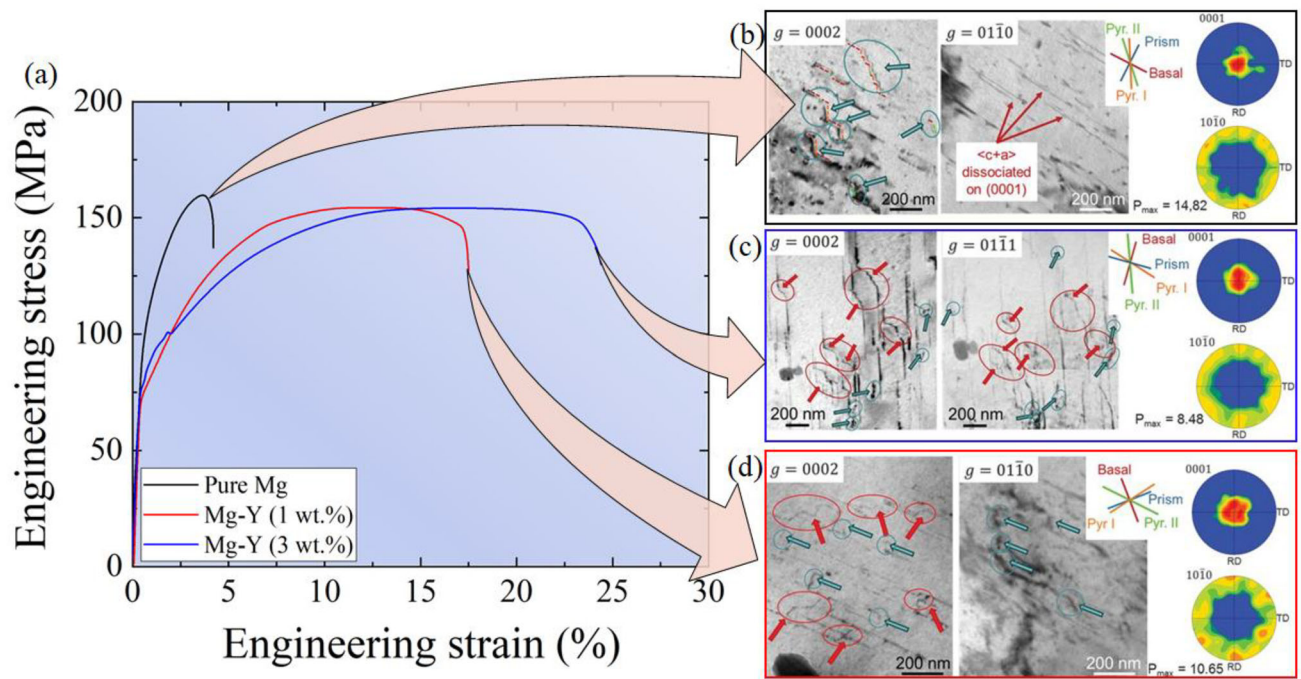 (a)
200
150
100
50
0
0
5
10
15
20
25
30
Engineering stress (MPa)
Engineering strain (%)
Pure Mg
Mg-Y (1 wt.%)
Mg-Y (3 wt.%)
(b)
g = 0002
200 nm
g = 011̅0
<c+a>
dissociated
on (0001)
200 nm
Pyr. II
Prism
Basal
Pyr. I
0001
TD
RD
101̅0
TD
RD
Pmax = 14,82
(c)
g = 0002
200 nm
g = 011̅1
200 nm
Basal
Prism
Pyr. I
Pyr. II
0001
TD
RD
101̅0
TD
RD
Pmax = 8.48
(d)
g = 0002
200 nm
g = 011̅0
200 nm
Basal
Prism
Pyr I
Pyr. II
0001
TD
RD
101̅0
TD
RD
Pmax = 10.65